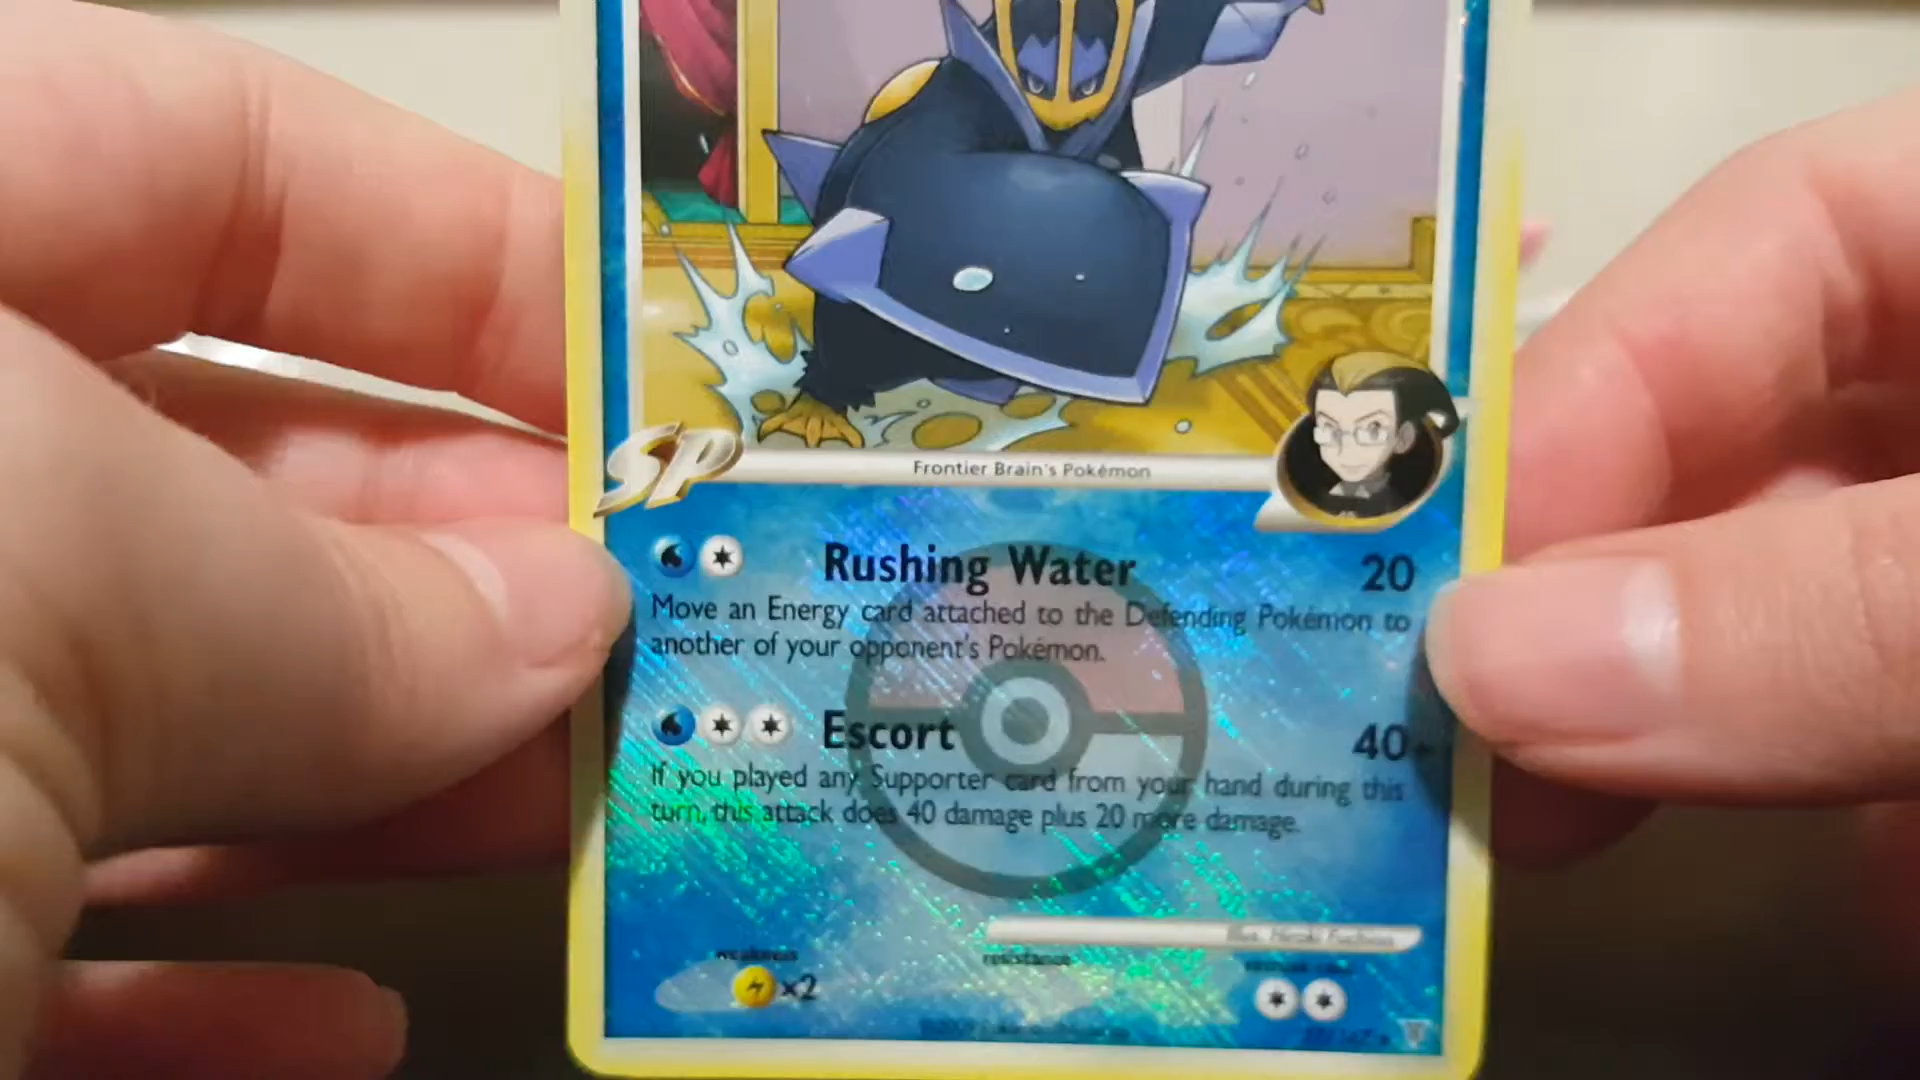 SP
Frontier Brain's Pokémon
Rushing Water 20
Move an Energy card attached to the Defending Pokémon to
another of your opponent's Pokémon.
Escort 40+
If you played any Supporter card from your hand during this
turn, this attack does 40 damage plus 20 more damage.
Illus.
weakness
resistance
x2